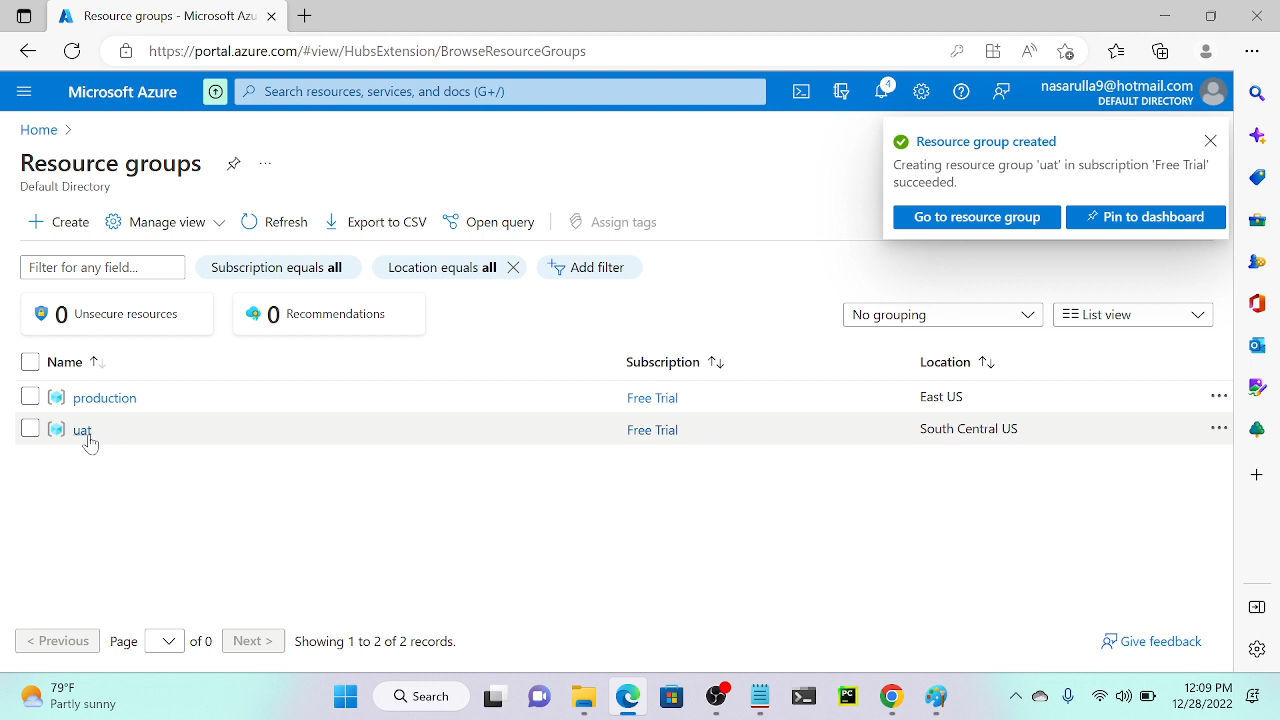 Resource groups - Microsoft Azu
https://portal.azure.com/#view/HubsExtension/BrowseResourceGroups
Microsoft Azure
Search resources, services, and docs (G+/)
4
nasarulla9@hotmail.com
DEFAULT DIRECTORY
Home
Resource group created
Creating resource group 'uat' in subscription 'Free Trial'
succeeded.
Go to resource group
Pin to dashboard
Resource groups
Default Directory
Create
Manage view
Refresh
Export to CSV
Open query
Assign tags
Filter for any field...
Subscription equals all
Location equals all
Add filter
0 Unsecure resources
0 Recommendations
No grouping
List view
Name
Subscription
Location
production
Free Trial
East US
uat
Free Trial
South Central US
< Previous
Page
of 0
Next >
Showing 1 to 2 of 2 records.
Give feedback
79°F
Partly sunny
Search
PC
12:09 PM
12/28/2022